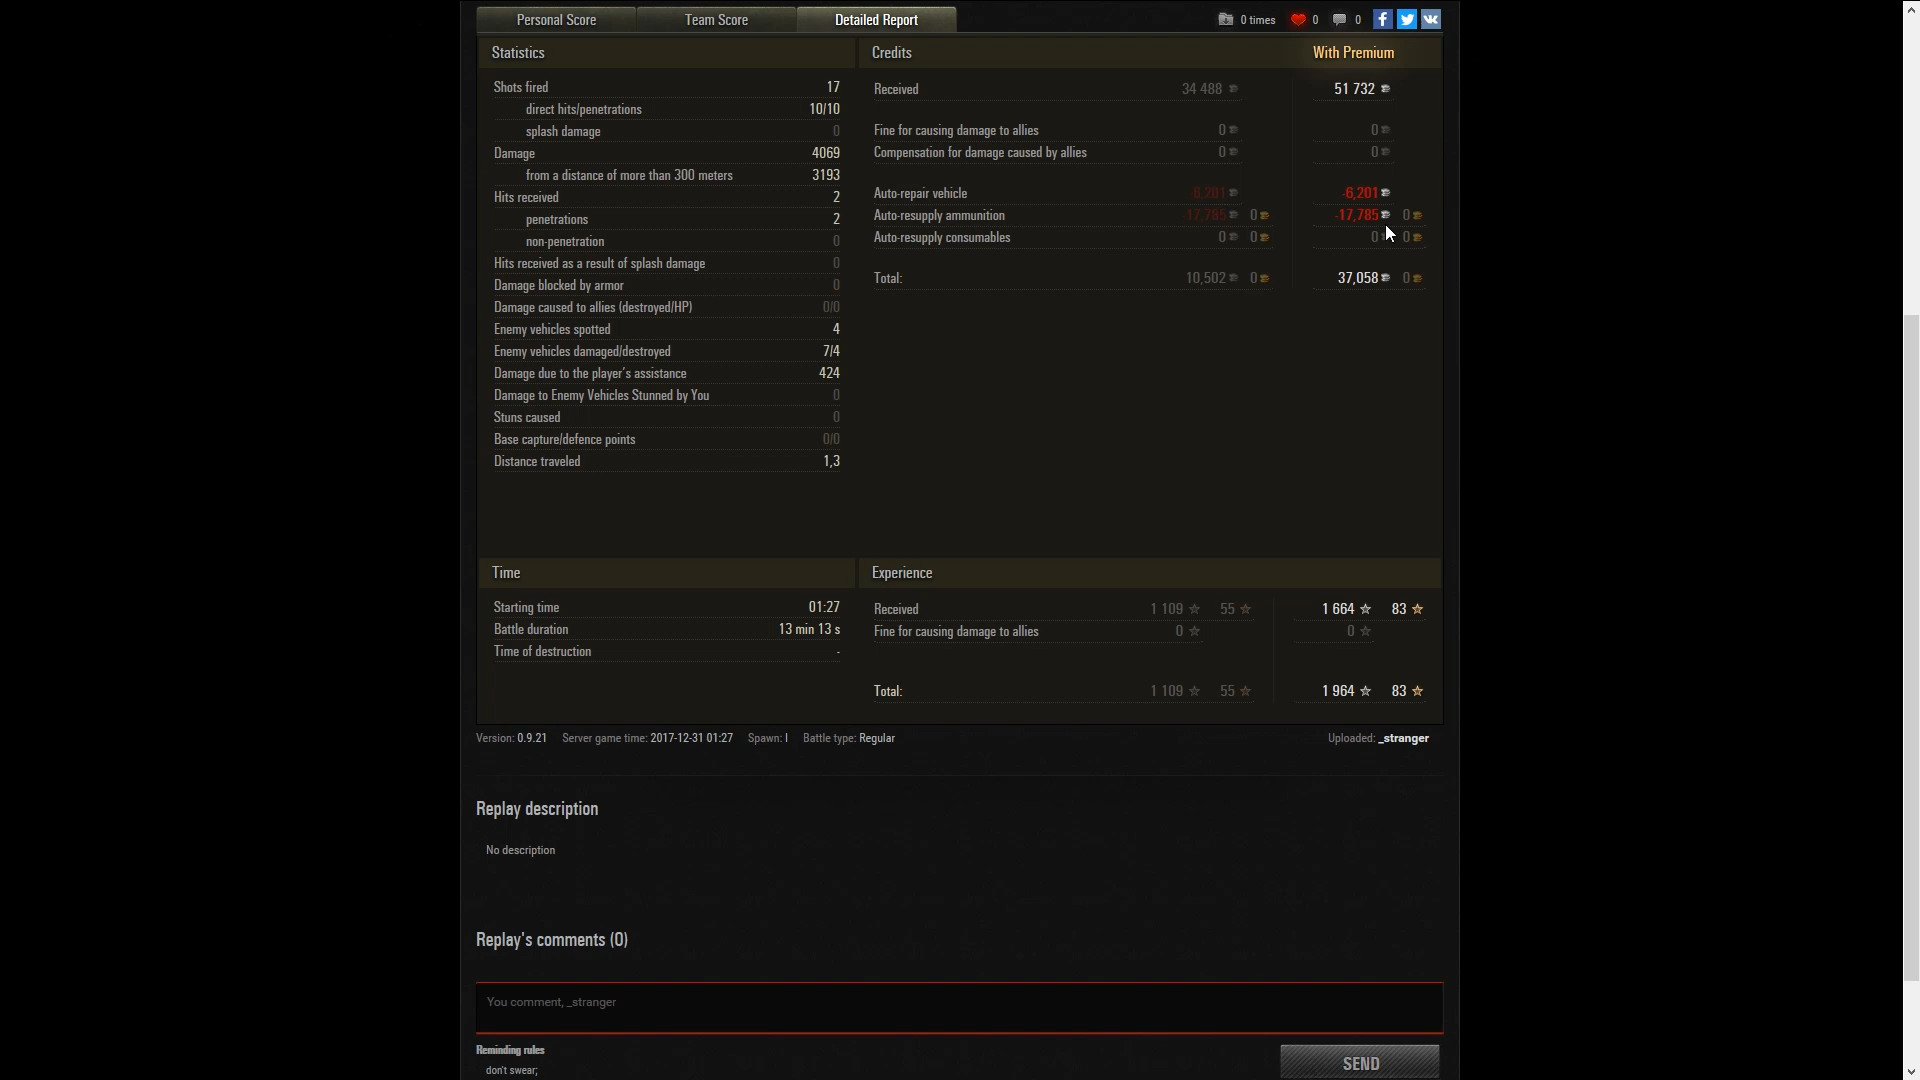 Personal Score Team Score Detailed Report 0 times 0 0
Statistics Credits With Premium
Shots fired 17 Received 34 488 51 732
direct hits/penetrations 10/10
splash damage 0 Fine for causing damage to allies 0 0
Damage 4069 Compensation for damage caused by allies 0 0
from a distance of more than 300 meters 3193
Hits received 2 Auto-repair vehicle -6,201 -6,201
penetrations 2 Auto-resupply ammunition -17,785 0 -17,785 0
non-penetration 0 Auto-resupply consumables 0 0 0 0
Hits received as a result of splash damage 0
Damage blocked by armor 0 Total: 10,502 0 37,058 0
Damage caused to allies (destroyed/HP) 0/0
Enemy vehicles spotted 4
Enemy vehicles damaged/destroyed 7/4
Damage due to the player's assistance 424
Damage to Enemy Vehicles Stunned by You 0
Stuns caused 0
Base capture/defence points 0/0
Distance traveled 1,3
Time Experience
Starting time 01:27 Received 1 109 55 1 664 83
Battle duration 13 min 13 s Fine for causing damage to allies 0 0
Time of destruction -
Total: 1 109 55 1 964 83
Version: 0.9.21 Server game time: 2017-12-31 01:27 Spawn: I Battle type: Regular Uploaded: _stranger
Replay description
No description
Replay's comments (0)
You comment, _stranger
Reminding rules
don't swear;
SEND